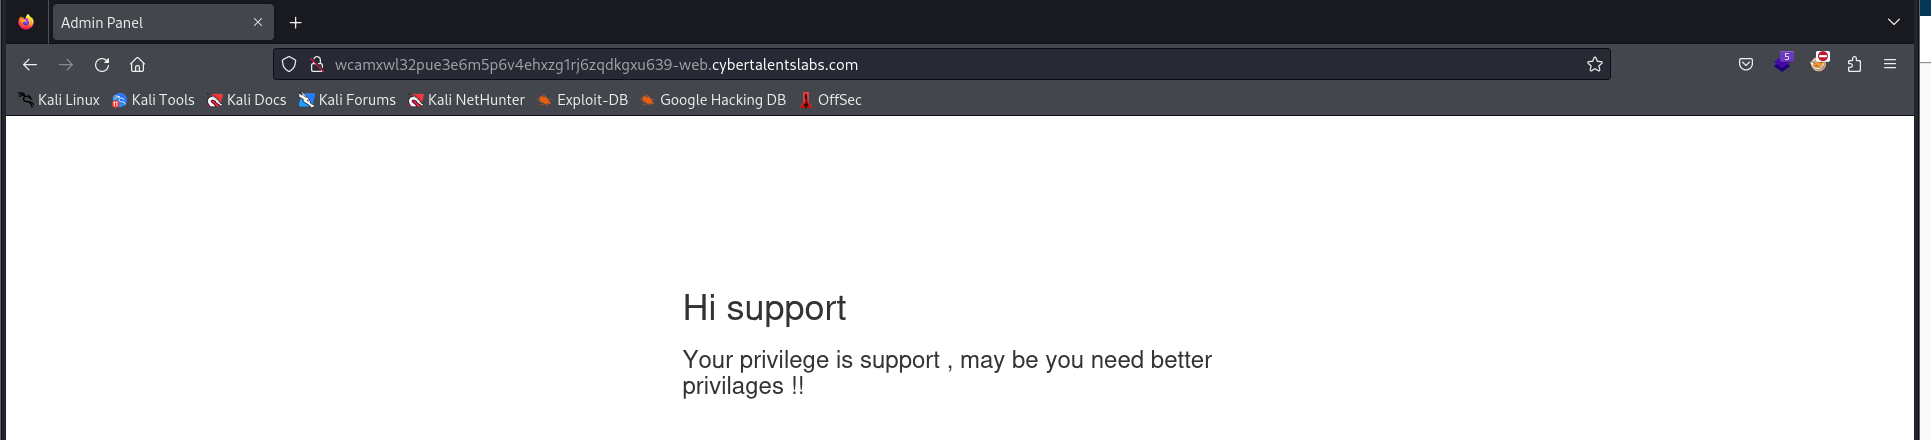 Admin Panel
wcamxwl32pue3e6m5p6v4ehxzg1rj6zqdkgxu639-web.cybertalentslabs.com
5
Kali Linux Kali Tools Kali Docs Kali Forums Kali NetHunter Exploit-DB Google Hacking DB OffSec
Hi support
Your privilege is support , may be you need better
privilages !!